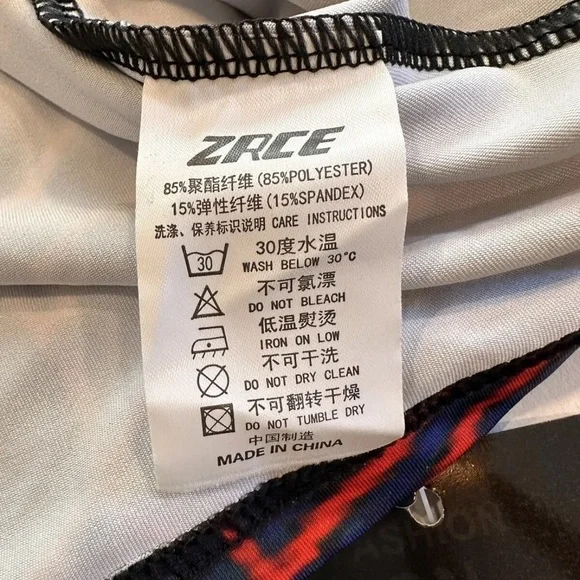 ZRCE
85%聚酯纤维(85%POLYESTER)
15%弹性纤维(15%SPANDEX)
洗涤、保养标识说明 CARE INSTRUCTIONS
30
30度水温
WASH BELOW 30°C
不可氯漂
DO NOT BLEACH
低温熨烫
IRON ON LOW
不可干洗
DO NOT DRY CLEAN
不可翻转干燥
DO NOT TUMBLE DRY
中国制造
MADE IN CHINA
FASHION